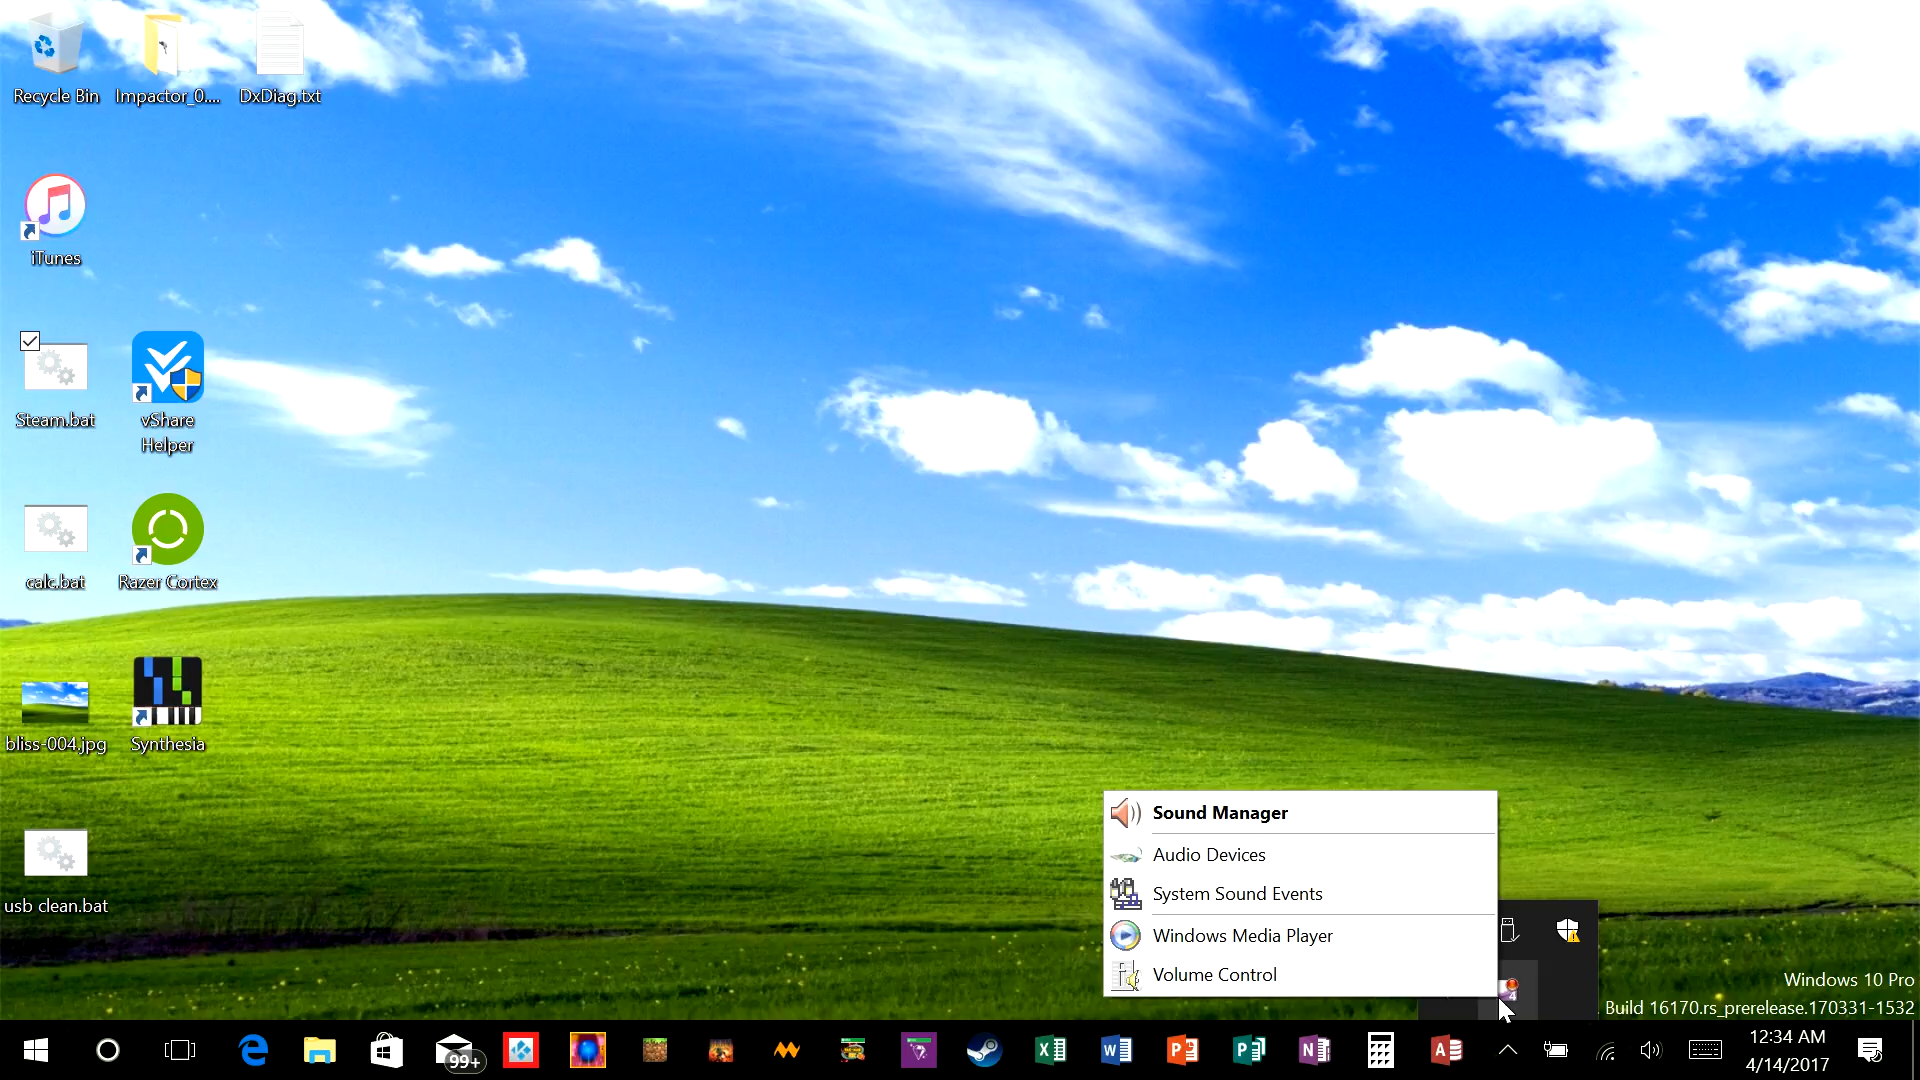 Recycle Bin
Impactor_0....
DxDiag.txt
iTunes
Steam.bat
vShare
Helper
calc.bat
Razer Cortex
bliss-004.jpg
Synthesia
usb clean.bat
Sound Manager
Audio Devices
System Sound Events
Windows Media Player
Volume Control
4
Windows 10 Pro
Build 16170.rs_prerelease.170331-1532
99+
X
W
P
P
N
A
12:34 AM
4/14/2017